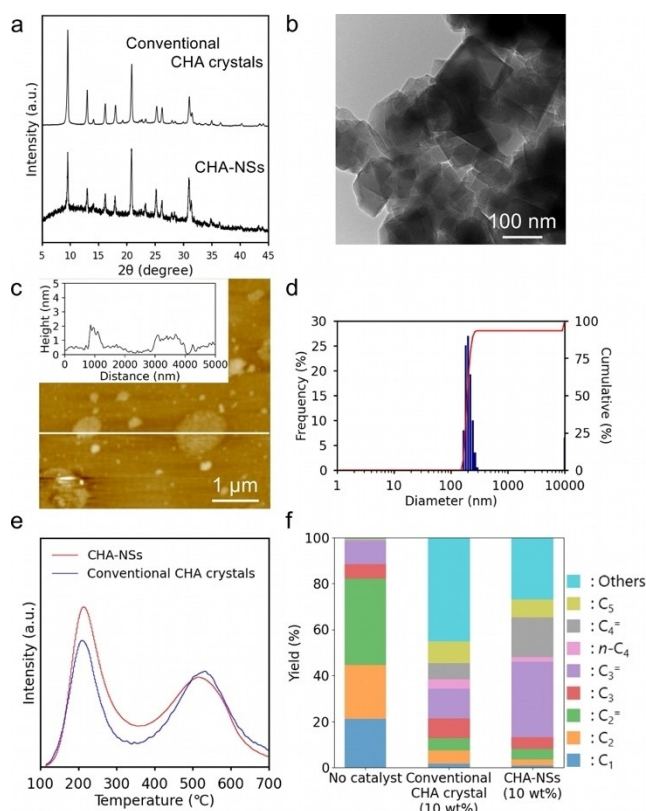 a
Conventional
CHA crystals
CHA-NSs
Intensity (a.u.)
5 10 15 20 25 30 35 40 45
2θ (degree)
b
100 nm
c
Height (nm)
5
4
3
2
1
0
0 1000 2000 3000 4000 5000
Distance (nm)
1 μm
d
Frequency (%)
30
25
20
15
10
5
0
100
75
50
25
0
Cumulative (%)
1 10 100 1000 10000
Diameter (nm)
e
CHA-NSs
Conventional CHA crystals
Intensity (a.u.)
100 200 300 400 500 600 700
Temperature (℃)
f
Yield (%)
100
80
60
40
20
0
No catalyst
Conventional
CHA crystal
(10 wt%)
CHA-NSs
(10 wt%)
: Others
: C5
: C4=
: n-C4
: C3=
: C3
: C2=
: C2
: C1